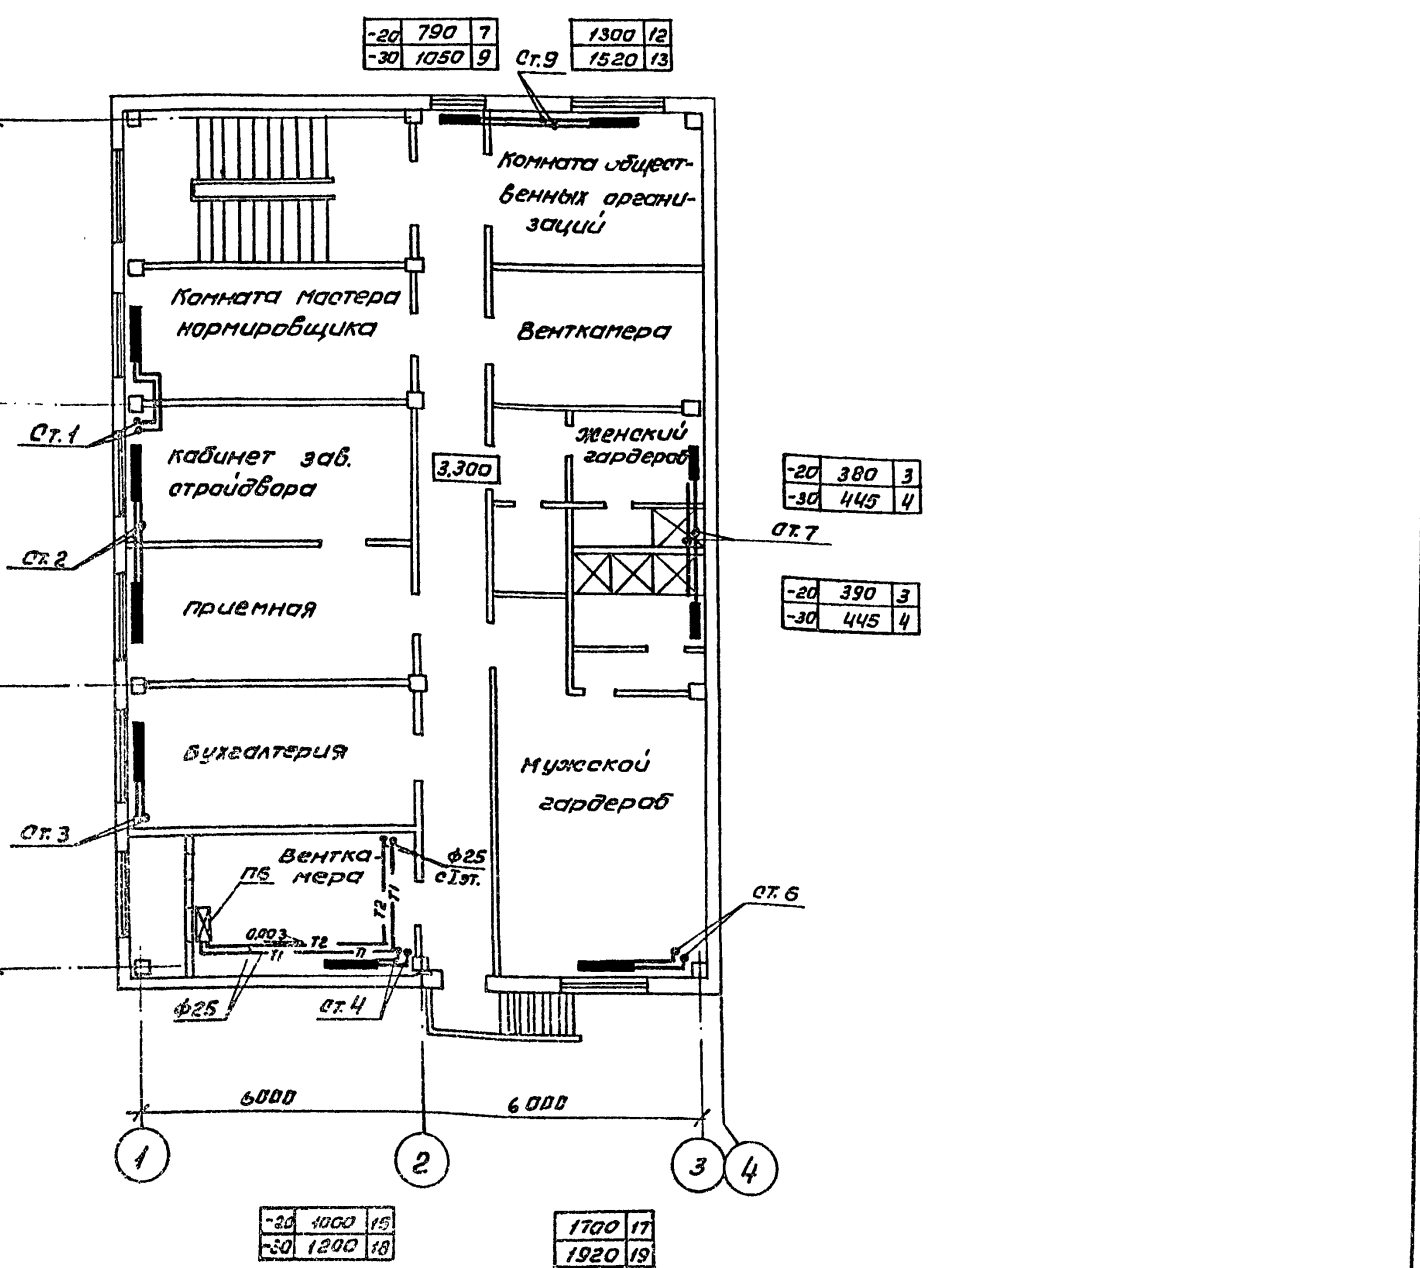 -20 790 7
-30 1050 9
Ст.9
1300 12
1520 13
Комната общест-
венных органи-
заций
Комната мастера
нормировщика
Венткамера
Ст.1
женский
гардероб
кабинет зав.
стройдвора
3,300
-20 380 3
-30 445 4
Ст.7
Ст.2
приемная
-20 390 3
-30 445 4
Бухгалтерия
Мужской
гардероб
Ст.3
Вентка-
мера
ф25
с I эт.
П6
Т2
Т1
Ст.6
0,003
Т2
Т1
ф25
Ст.4
6000
6000
1
2
3
4
-20 1000 15
-30 1200 18
1700 17
1920 19